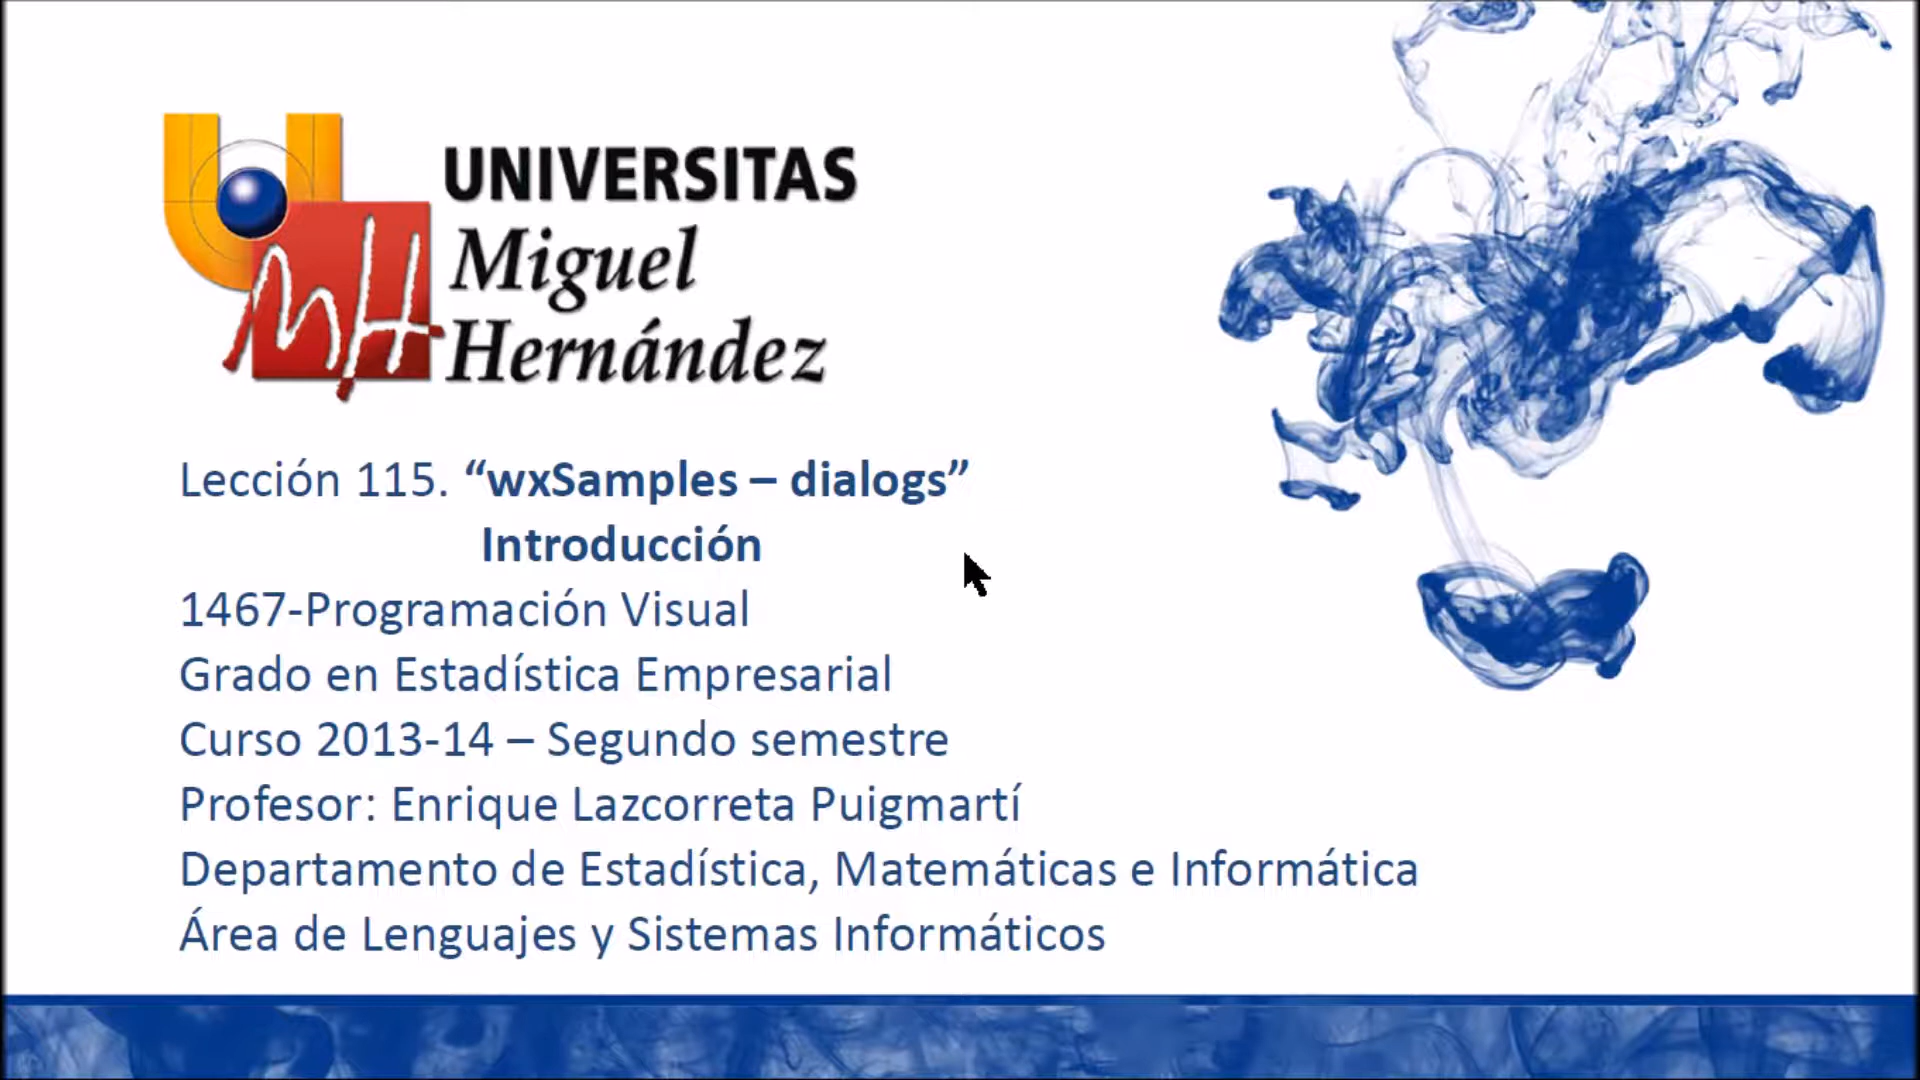 UNIVERSITAS
Miguel
Hernández
MH
Lección 115. “wxSamples – dialogs”
Introducción
1467-Programación Visual
Grado en Estadística Empresarial
Curso 2013-14 – Segundo semestre
Profesor: Enrique Lazcorreta Puigmartí
Departamento de Estadística, Matemáticas e Informática
Área de Lenguajes y Sistemas Informáticos